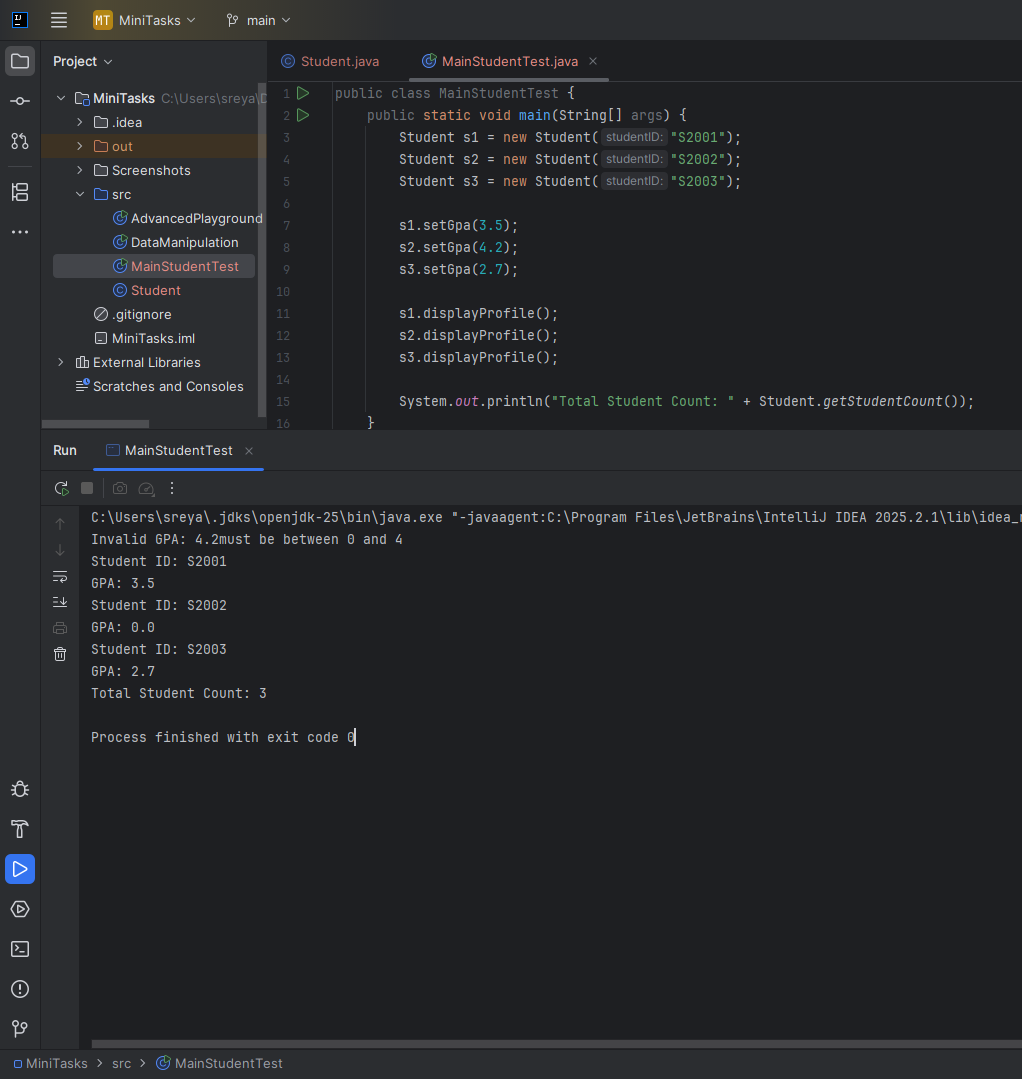 MT MiniTasks main
Project
MiniTasks C:\Users\sreya\D
.idea
out
Screenshots
src
AdvancedPlayground
DataManipulation
MainStudentTest
Student
.gitignore
MiniTasks.iml
External Libraries
Scratches and Consoles
Student.java MainStudentTest.java
1 public class MainStudentTest {
2 public static void main(String[] args) {
3 Student s1 = new Student( studentID: "S2001");
4 Student s2 = new Student( studentID: "S2002");
5 Student s3 = new Student( studentID: "S2003");
6
7 s1.setGpa(3.5);
8 s2.setGpa(4.2);
9 s3.setGpa(2.7);
10
11 s1.displayProfile();
12 s2.displayProfile();
13 s3.displayProfile();
14
15 System.out.println("Total Student Count: " + Student.getStudentCount());
16 }
Run MainStudentTest
C:\Users\sreya\.jdks\openjdk-25\bin\java.exe "-javaagent:C:\Program Files\JetBrains\IntelliJ IDEA 2025.2.1\lib\idea_r
Invalid GPA: 4.2must be between 0 and 4
Student ID: S2001
GPA: 3.5
Student ID: S2002
GPA: 0.0
Student ID: S2003
GPA: 2.7
Total Student Count: 3
Process finished with exit code 0
MiniTasks > src > MainStudentTest